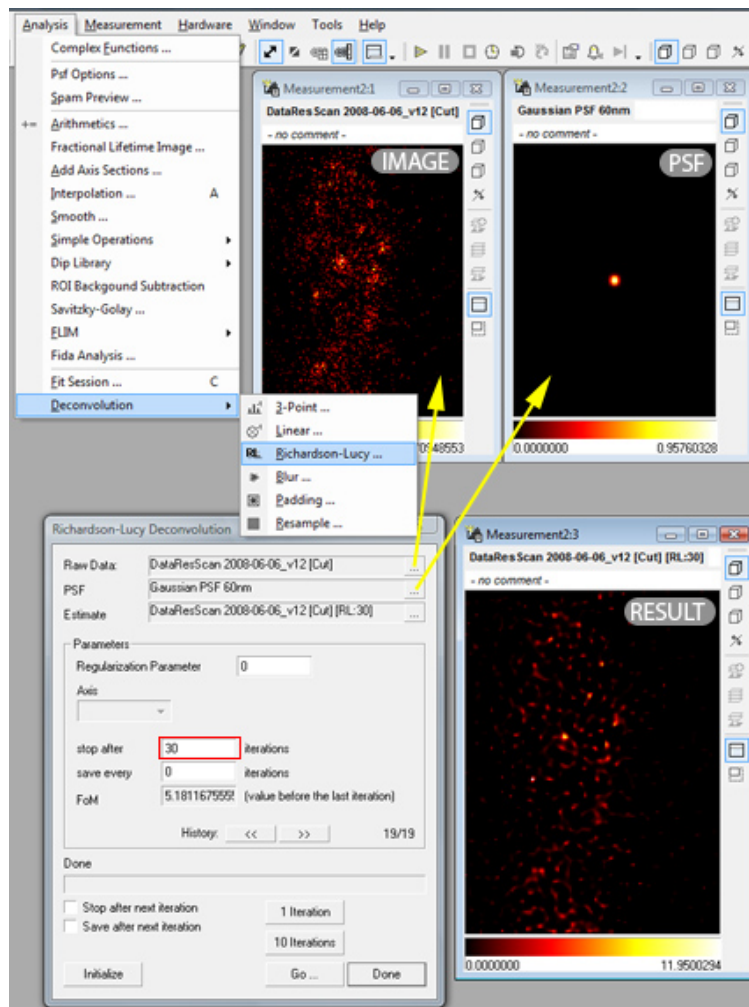 Analysis Measurement Hardware Window Tools Help
Complex Functions ...
Psf Options ...
Spam Preview ...
+= Arithmetics ...
Fractional Lifetime Image ...
Add Axis Sections ...
Interpolation ... A
Smooth ...
Simple Operations
Dip Library
ROI Backgound Subtraction
Savitzky-Golay ...
FLIM
Fida Analysis ...
Fit Session ... C
Deconvolution
3-Point ...
Linear ...
RL Richardson-Lucy ...
Blur ...
Padding ...
Resample ...
Measurement2:1
DataResScan 2008-06-06_v12 [Cut]
- no comment -
IMAGE
70948553
Measurement2:2
Gaussian PSF 60nm
- no comment -
PSF
0.0000000 0.95760328
Richardson-Lucy Deconvolution
Raw Data: DataResScan 2008-06-06_v12 [Cut] ...
PSF Gaussian PSF 60nm ...
Estimate DataResScan 2008-06-06_v12 [Cut] [RL:30] ...
Parameters
Regularization Parameter 0
Axis
stop after 30 iterations
save every 0 iterations
FoM 5.1811675555 (value before the last iteration)
History: << >> 19/19
Done
Stop after next iteration
Save after next iteration
1 Iteration
10 Iterations
Initialize Go ... Done
Measurement2:3
DataResScan 2008-06-06_v12 [Cut] [RL:30]
- no comment -
RESULT
0.0000000 11.9500294